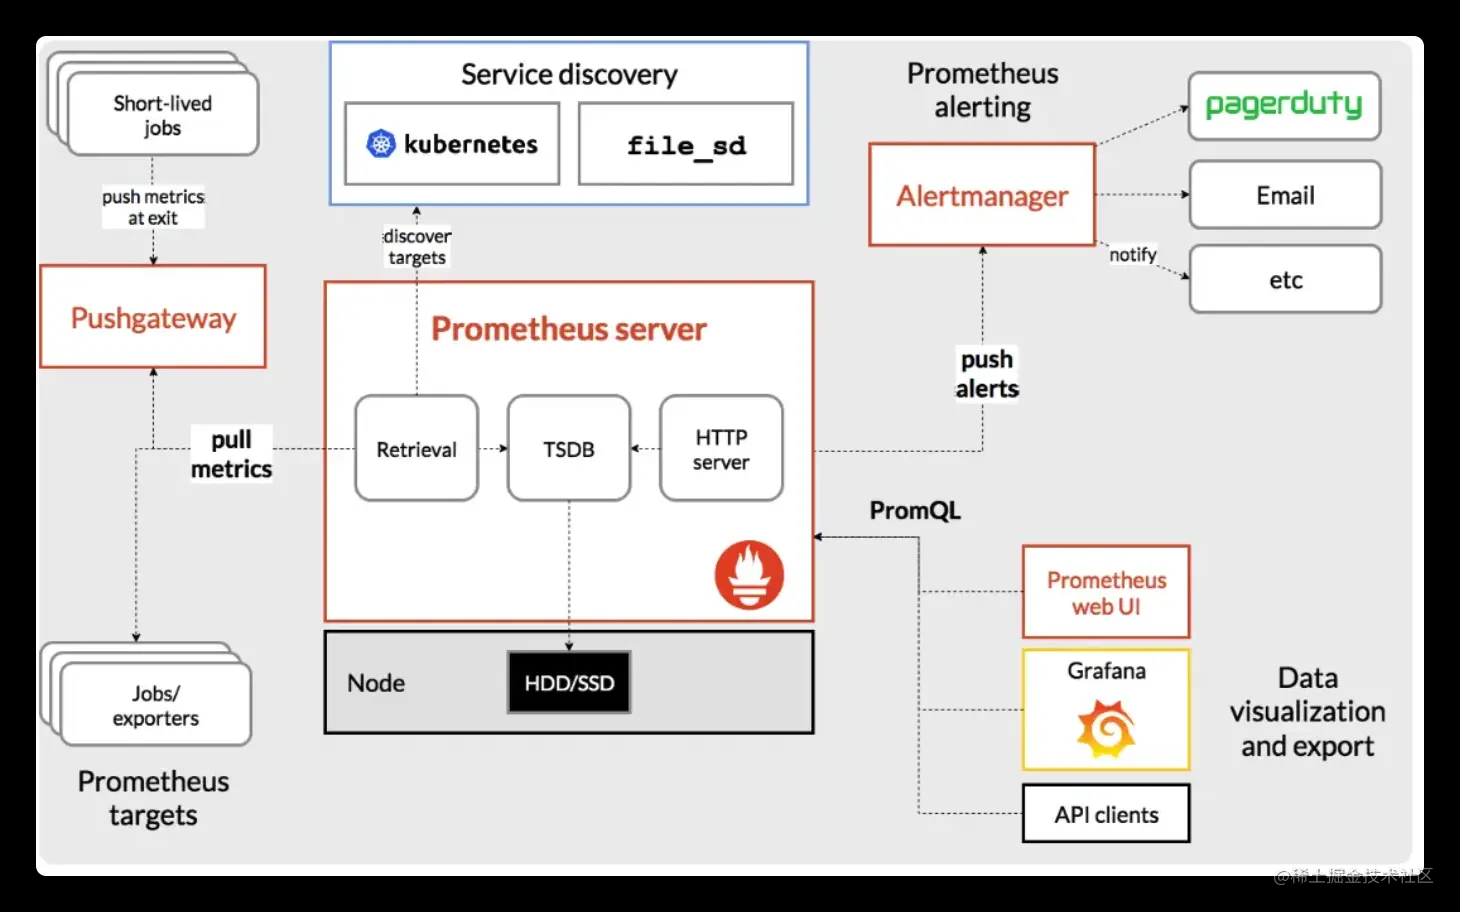 Short-lived
jobs
push metrics
at exit
Pushgateway
pull
metrics
Jobs/
exporters
Prometheus
targets
Service discovery
kubernetes
file_sd
discover
targets
Prometheus server
Retrieval
TSDB
HTTP
server
Node
HDD/SSD
Prometheus
alerting
Alertmanager
pagerduty
Email
etc
notify
push
alerts
PromQL
Prometheus
web UI
Grafana
API clients
Data
visualization
and export
@稀土掘金技术社区